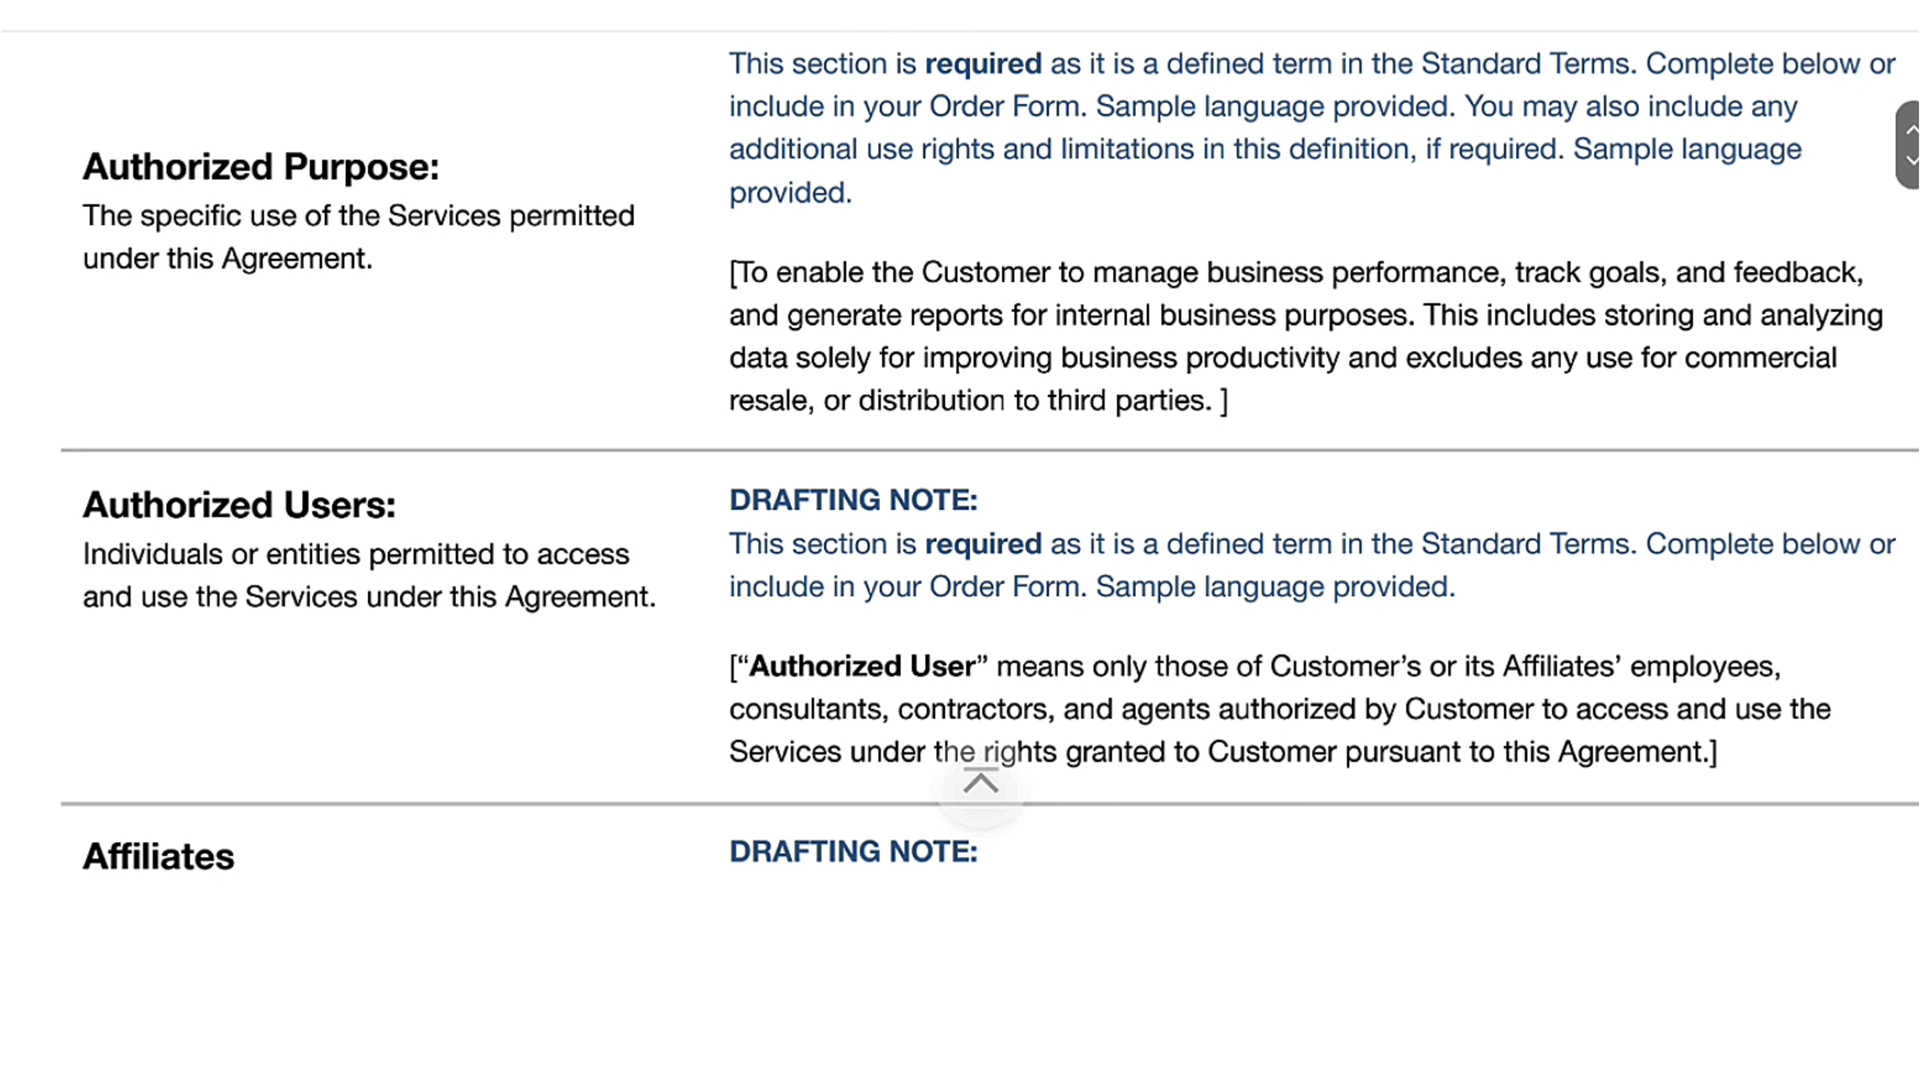 Authorized Purpose:
The specific use of the Services permitted
under this Agreement.
This section is required as it is a defined term in the Standard Terms. Complete below or
include in your Order Form. Sample language provided. You may also include any
additional use rights and limitations in this definition, if required. Sample language
provided.
[To enable the Customer to manage business performance, track goals, and feedback,
and generate reports for internal business purposes. This includes storing and analyzing
data solely for improving business productivity and excludes any use for commercial
resale, or distribution to third parties. ]
Authorized Users:
Individuals or entities permitted to access
and use the Services under this Agreement.
DRAFTING NOTE:
This section is required as it is a defined term in the Standard Terms. Complete below or
include in your Order Form. Sample language provided.
[“Authorized User” means only those of Customer’s or its Affiliates’ employees,
consultants, contractors, and agents authorized by Customer to access and use the
Services under the rights granted to Customer pursuant to this Agreement.]
Affiliates
DRAFTING NOTE: